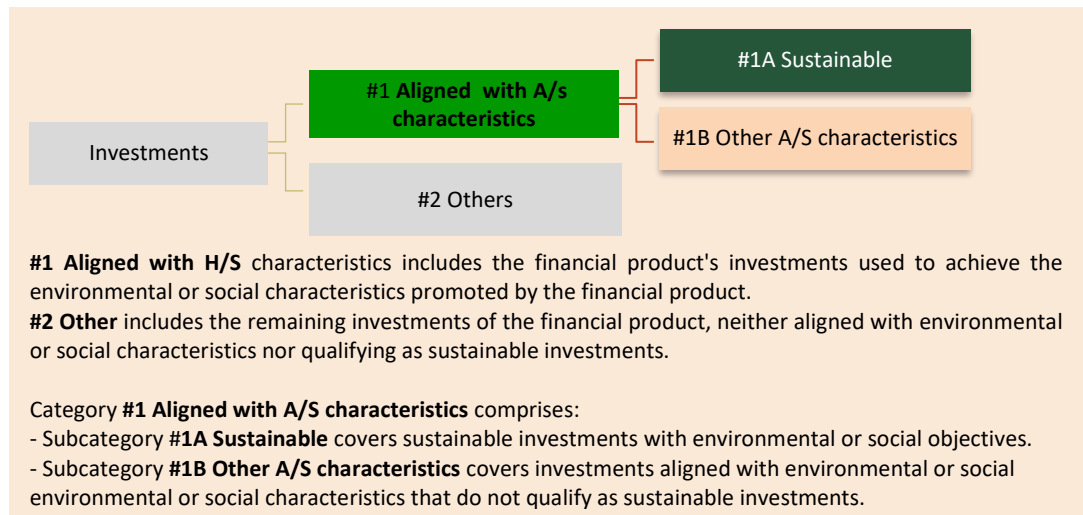 #1A Sustainable
#1 Aligned with A/s
characteristics
#1B Other A/S characteristics
Investments
#2 Others
#1 Aligned with H/S characteristics includes the financial product's investments used to achieve the
environmental or social characteristics promoted by the financial product.
#2 Other includes the remaining investments of the financial product, neither aligned with environmental
or social characteristics nor qualifying as sustainable investments.
Category #1 Aligned with A/S characteristics comprises:
- Subcategory #1A Sustainable covers sustainable investments with environmental or social objectives.
- Subcategory #1B Other A/S characteristics covers investments aligned with environmental or social
environmental or social characteristics that do not qualify as sustainable investments.